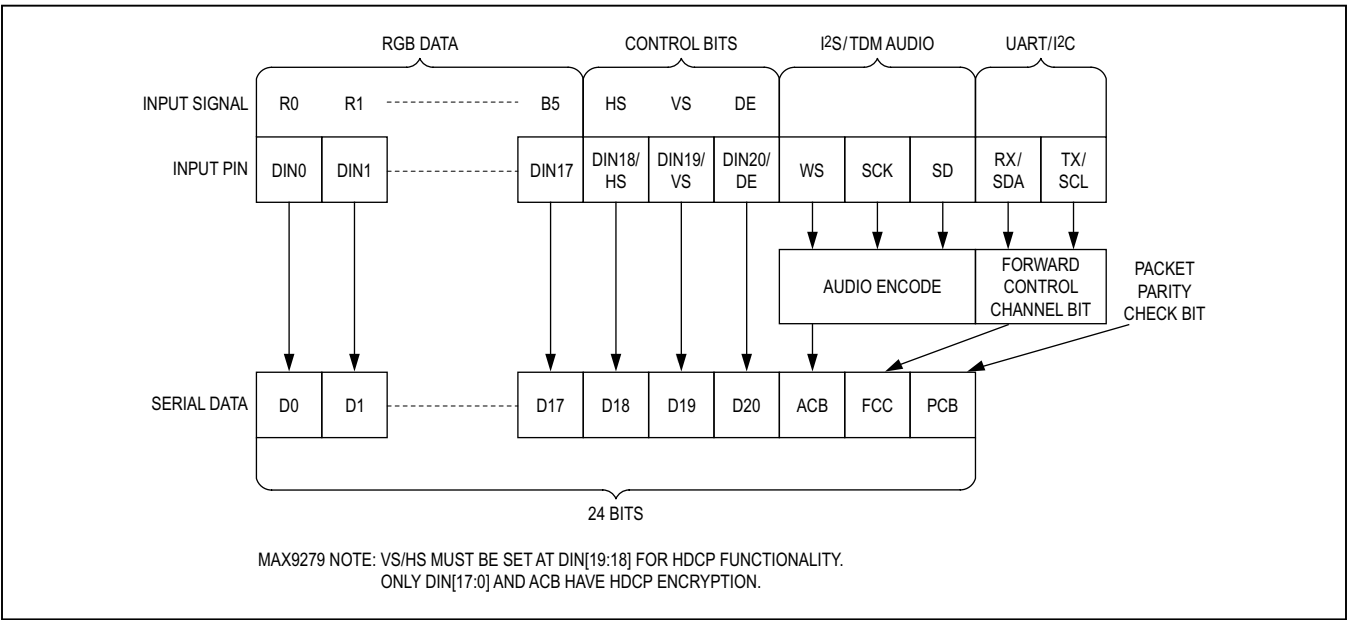 RGB DATA CONTROL BITS I2S/TDM AUDIO UART/I2C
INPUT SIGNAL R0 R1 B5 HS VS DE
INPUT PIN DIN0 DIN1 DIN17 DIN18/ HS DIN19/ VS DIN20/ DE WS SCK SD RX/ SDA TX/ SCL
AUDIO ENCODE
FORWARD
CONTROL
CHANNEL BIT
PACKET
PARITY
CHECK BIT
SERIAL DATA D0 D1 D17 D18 D19 D20 ACB FCC PCB
24 BITS
MAX9279 NOTE: VS/HS MUST BE SET AT DIN[19:18] FOR HDCP FUNCTIONALITY.
ONLY DIN[17:0] AND ACB HAVE HDCP ENCRYPTION.